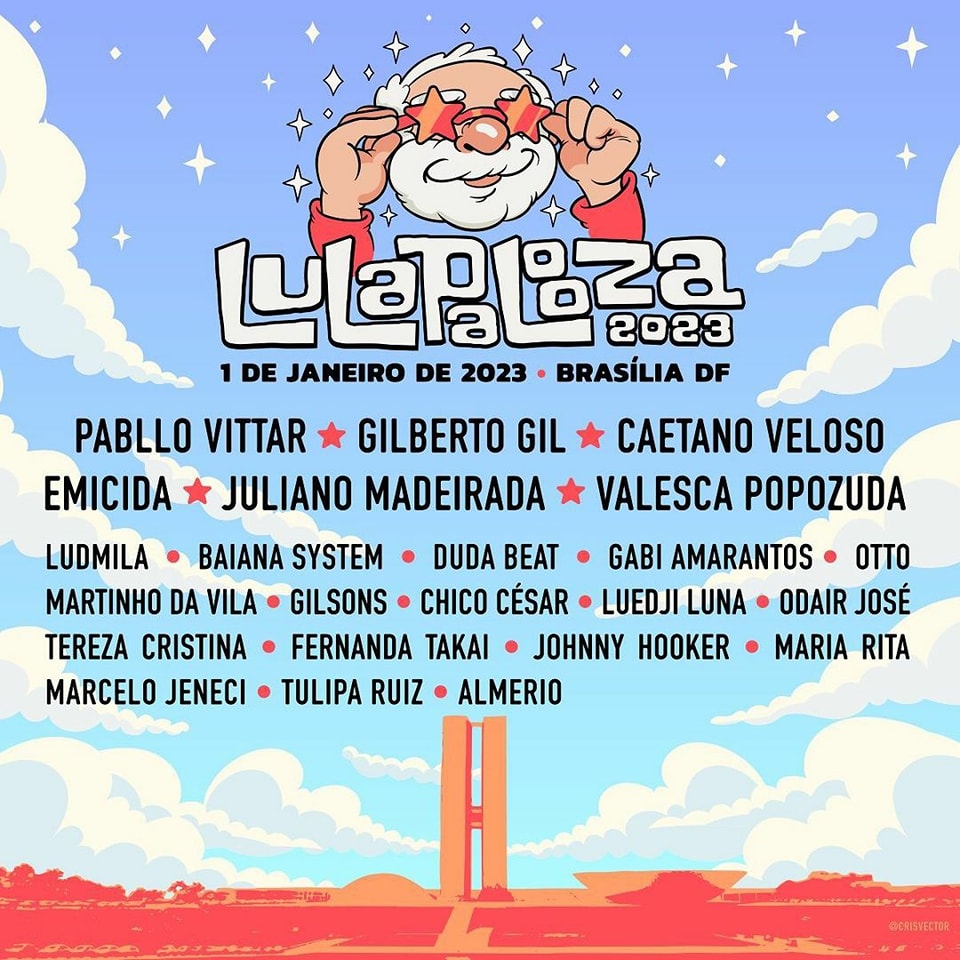 LULAPALOOZA
2023
1 DE JANEIRO DE 2023 • BRASÍLIA DF
PABLLO VITTAR ★ GILBERTO GIL ★ CAETANO VELOSO
EMICIDA ★ JULIANO MADEIRADA ★ VALESCA POPOZUDA
LUDMILA • BAIANA SYSTEM • DUDA BEAT • GABI AMARANTOS • OTTO
MARTINHO DA VILA • GILSONS • CHICO CÉSAR • LUEDJI LUNA • ODAIR JOSÉ
TEREZA CRISTINA • FERNANDA TAKAI • JOHNNY HOOKER • MARIA RITA
MARCELO JENECI • TULIPA RUIZ • ALMERIO
@CRISVECTOR